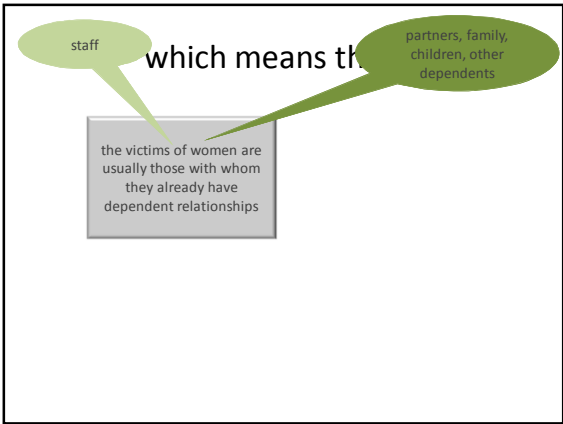 staff
which means th
partners, family,
children, other
dependents
the victims of women are
usually those with whom
they already have
dependent relationships